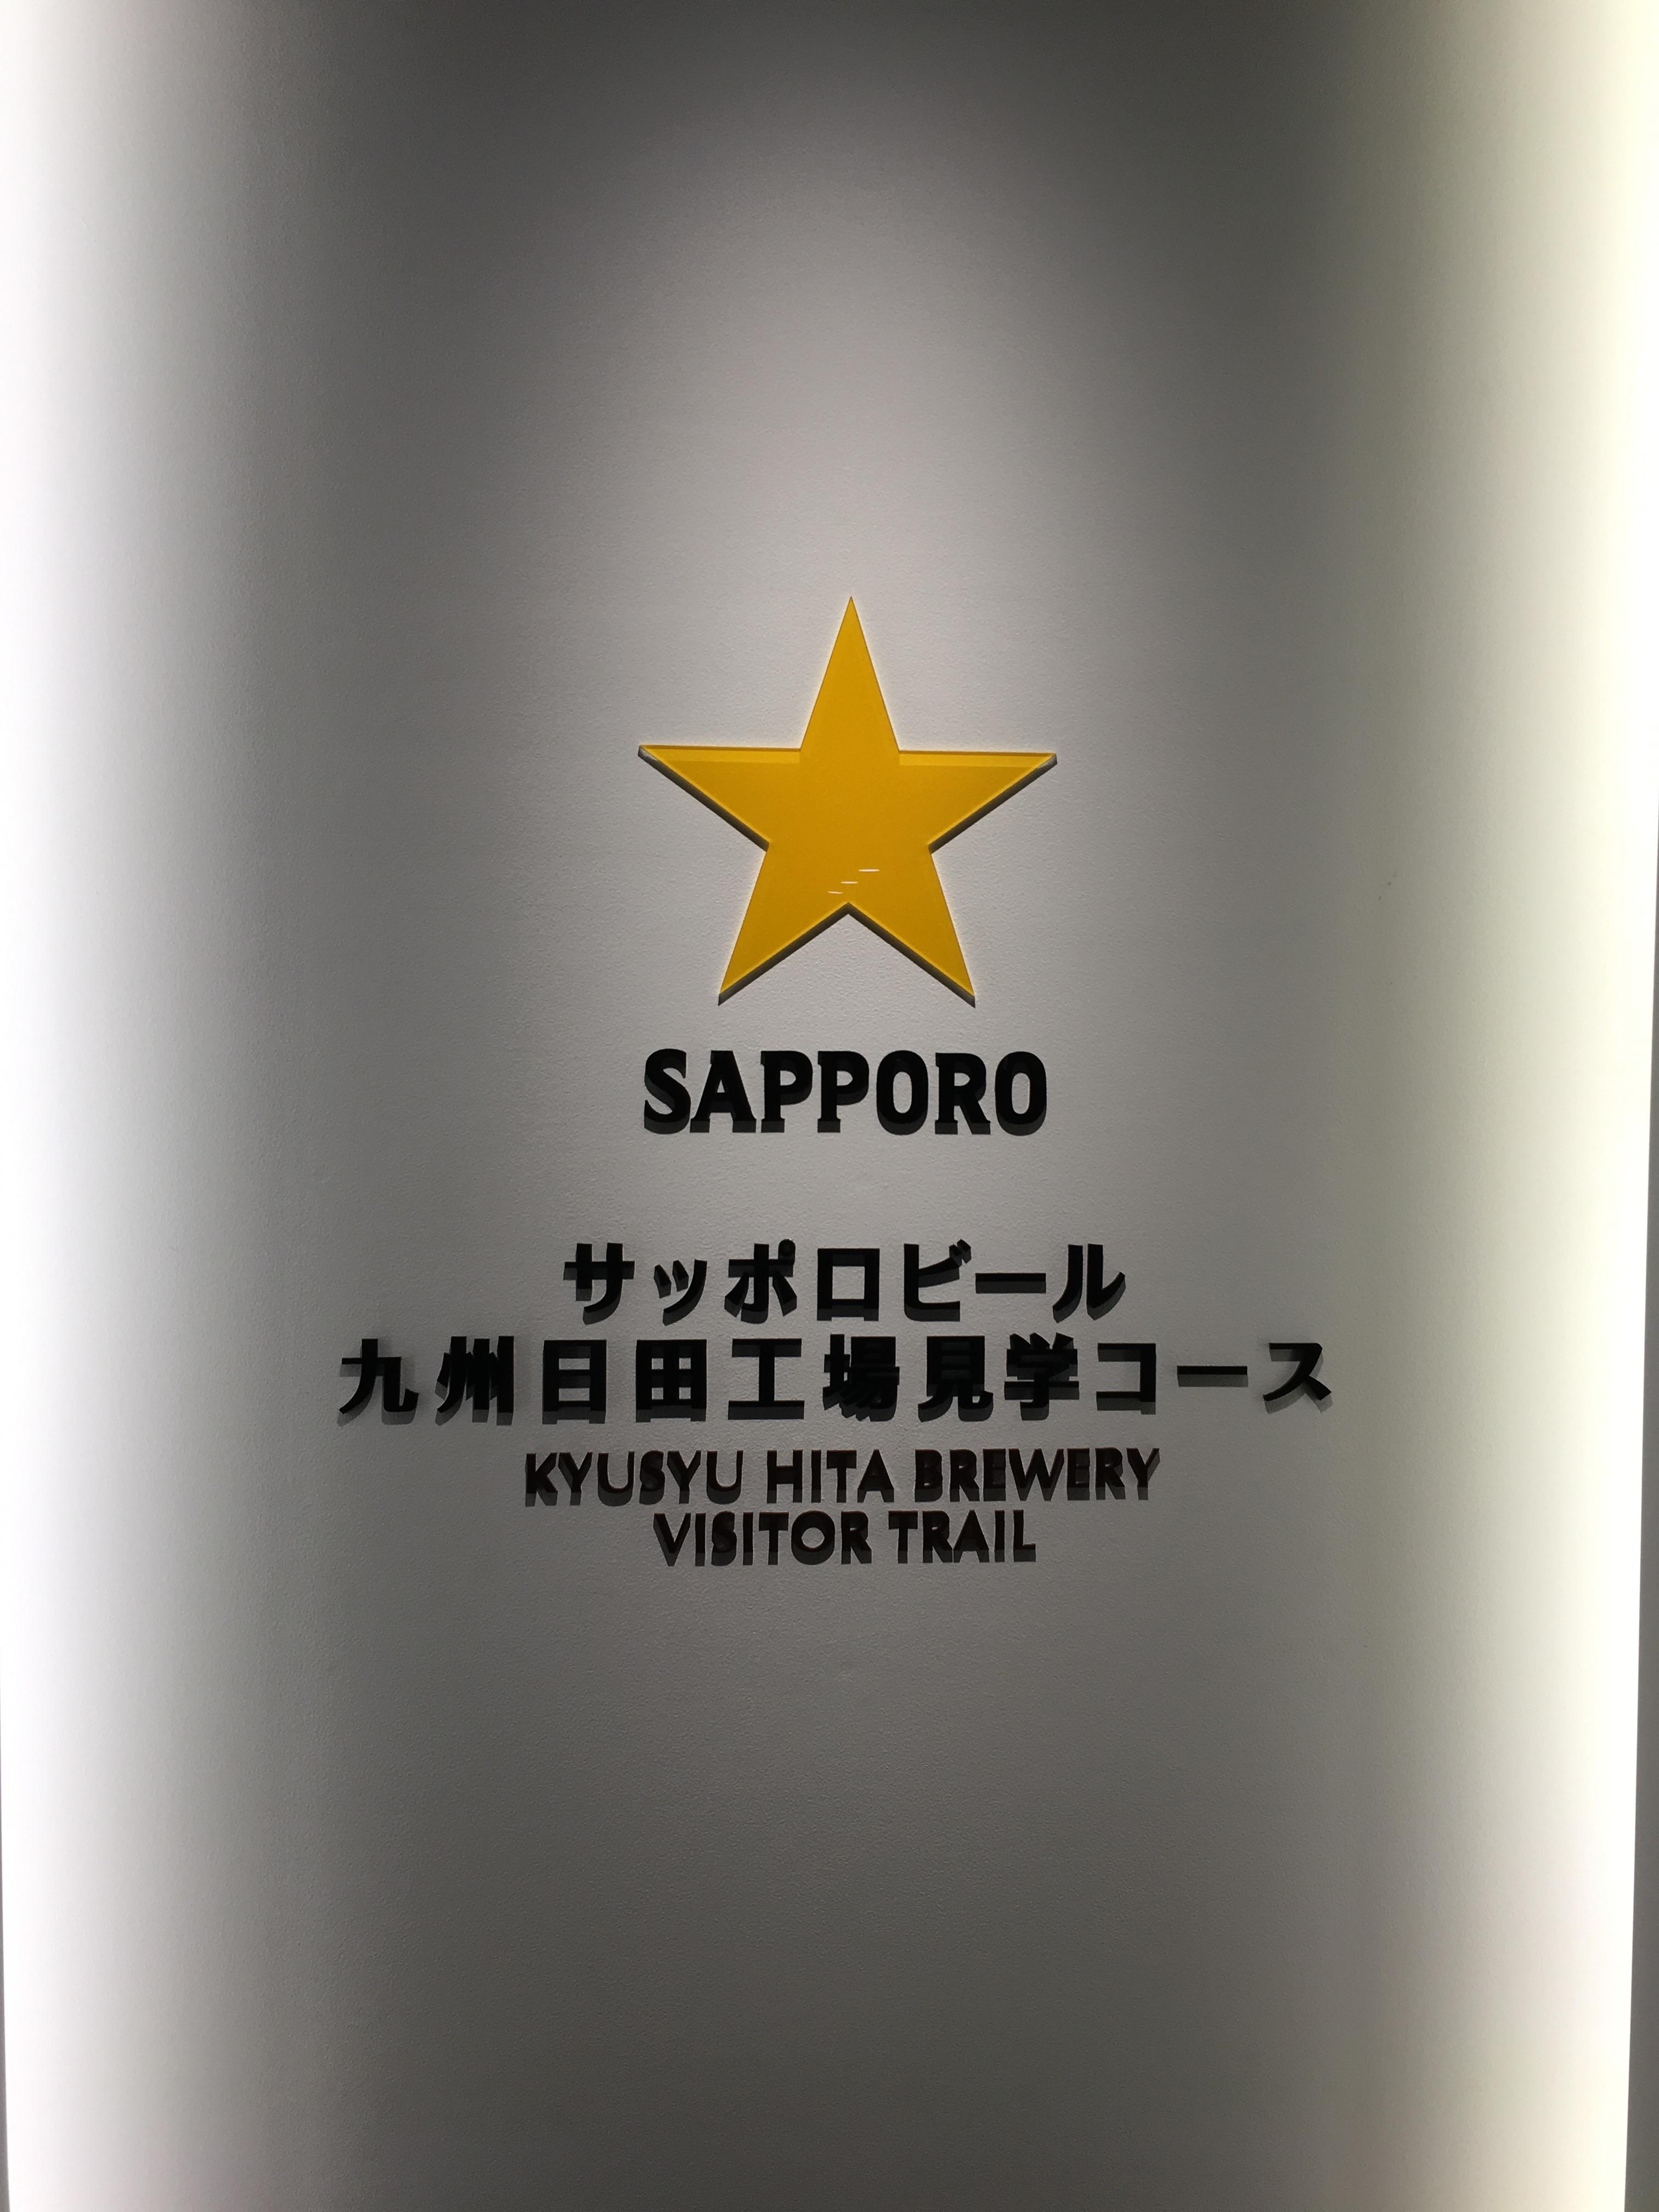 SAPPORO
サッポロビール
九州日田工場見学コース
KYUSYU HITA BREWERY
VISITOR TRAIL